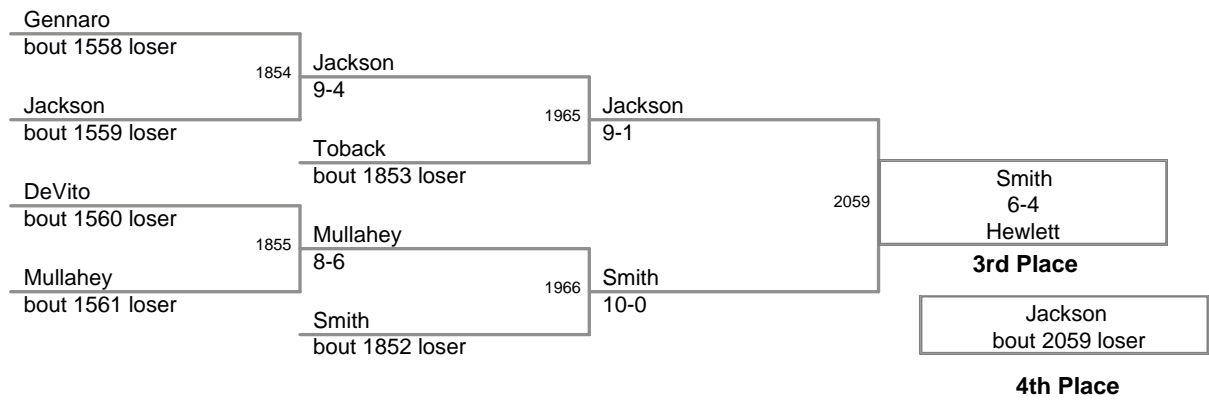 Gennaro
bout 1558 loser
1854
Jackson
9-4
Jackson
bout 1559 loser
1965
Jackson
9-1
Toback
bout 1853 loser
DeVito
bout 1560 loser
1855
Mullahey
8-6
Mullahey
bout 1561 loser
1966
Smith
10-0
Smith
bout 1852 loser
2059
Smith
6-4
Hewlett
3rd Place
Jackson
bout 2059 loser
4th Place